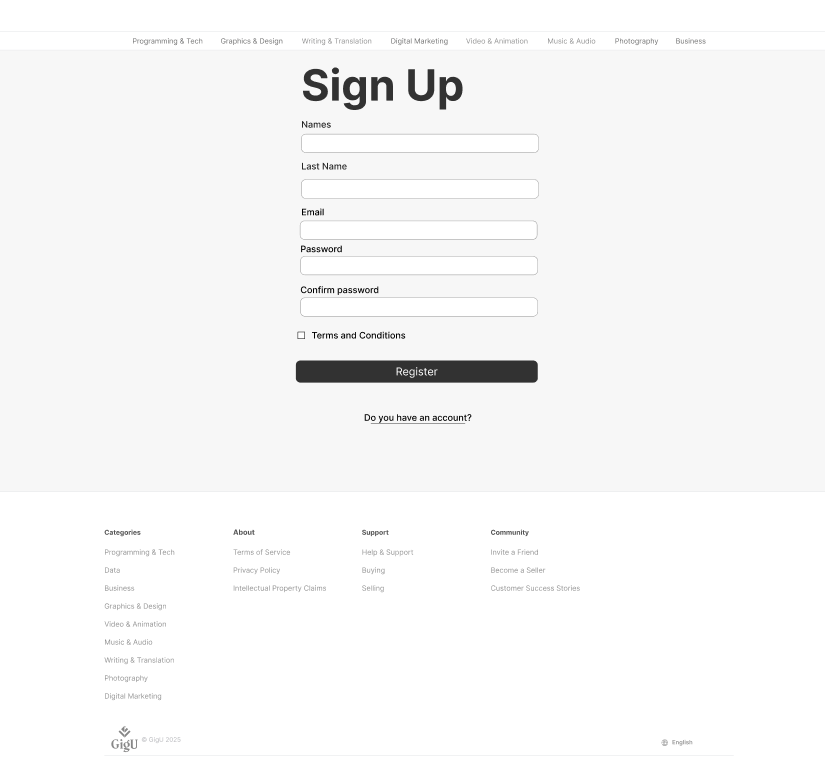 Programming & Tech Graphics & Design Writing & Translation Digital Marketing Video & Animation Music & Audio Photography Business
Sign Up
Names
Last Name
Email
Password
Confirm password
Terms and Conditions
Register
Do you have an account?
Categories
Programming & Tech
Data
Business
Graphics & Design
Video & Animation
Music & Audio
Writing & Translation
Photography
Digital Marketing
About
Terms of Service
Privacy Policy
Intellectual Property Claims
Support
Help & Support
Buying
Selling
Community
Invite a Friend
Become a Seller
Customer Success Stories
GigU © GigU 2025
English